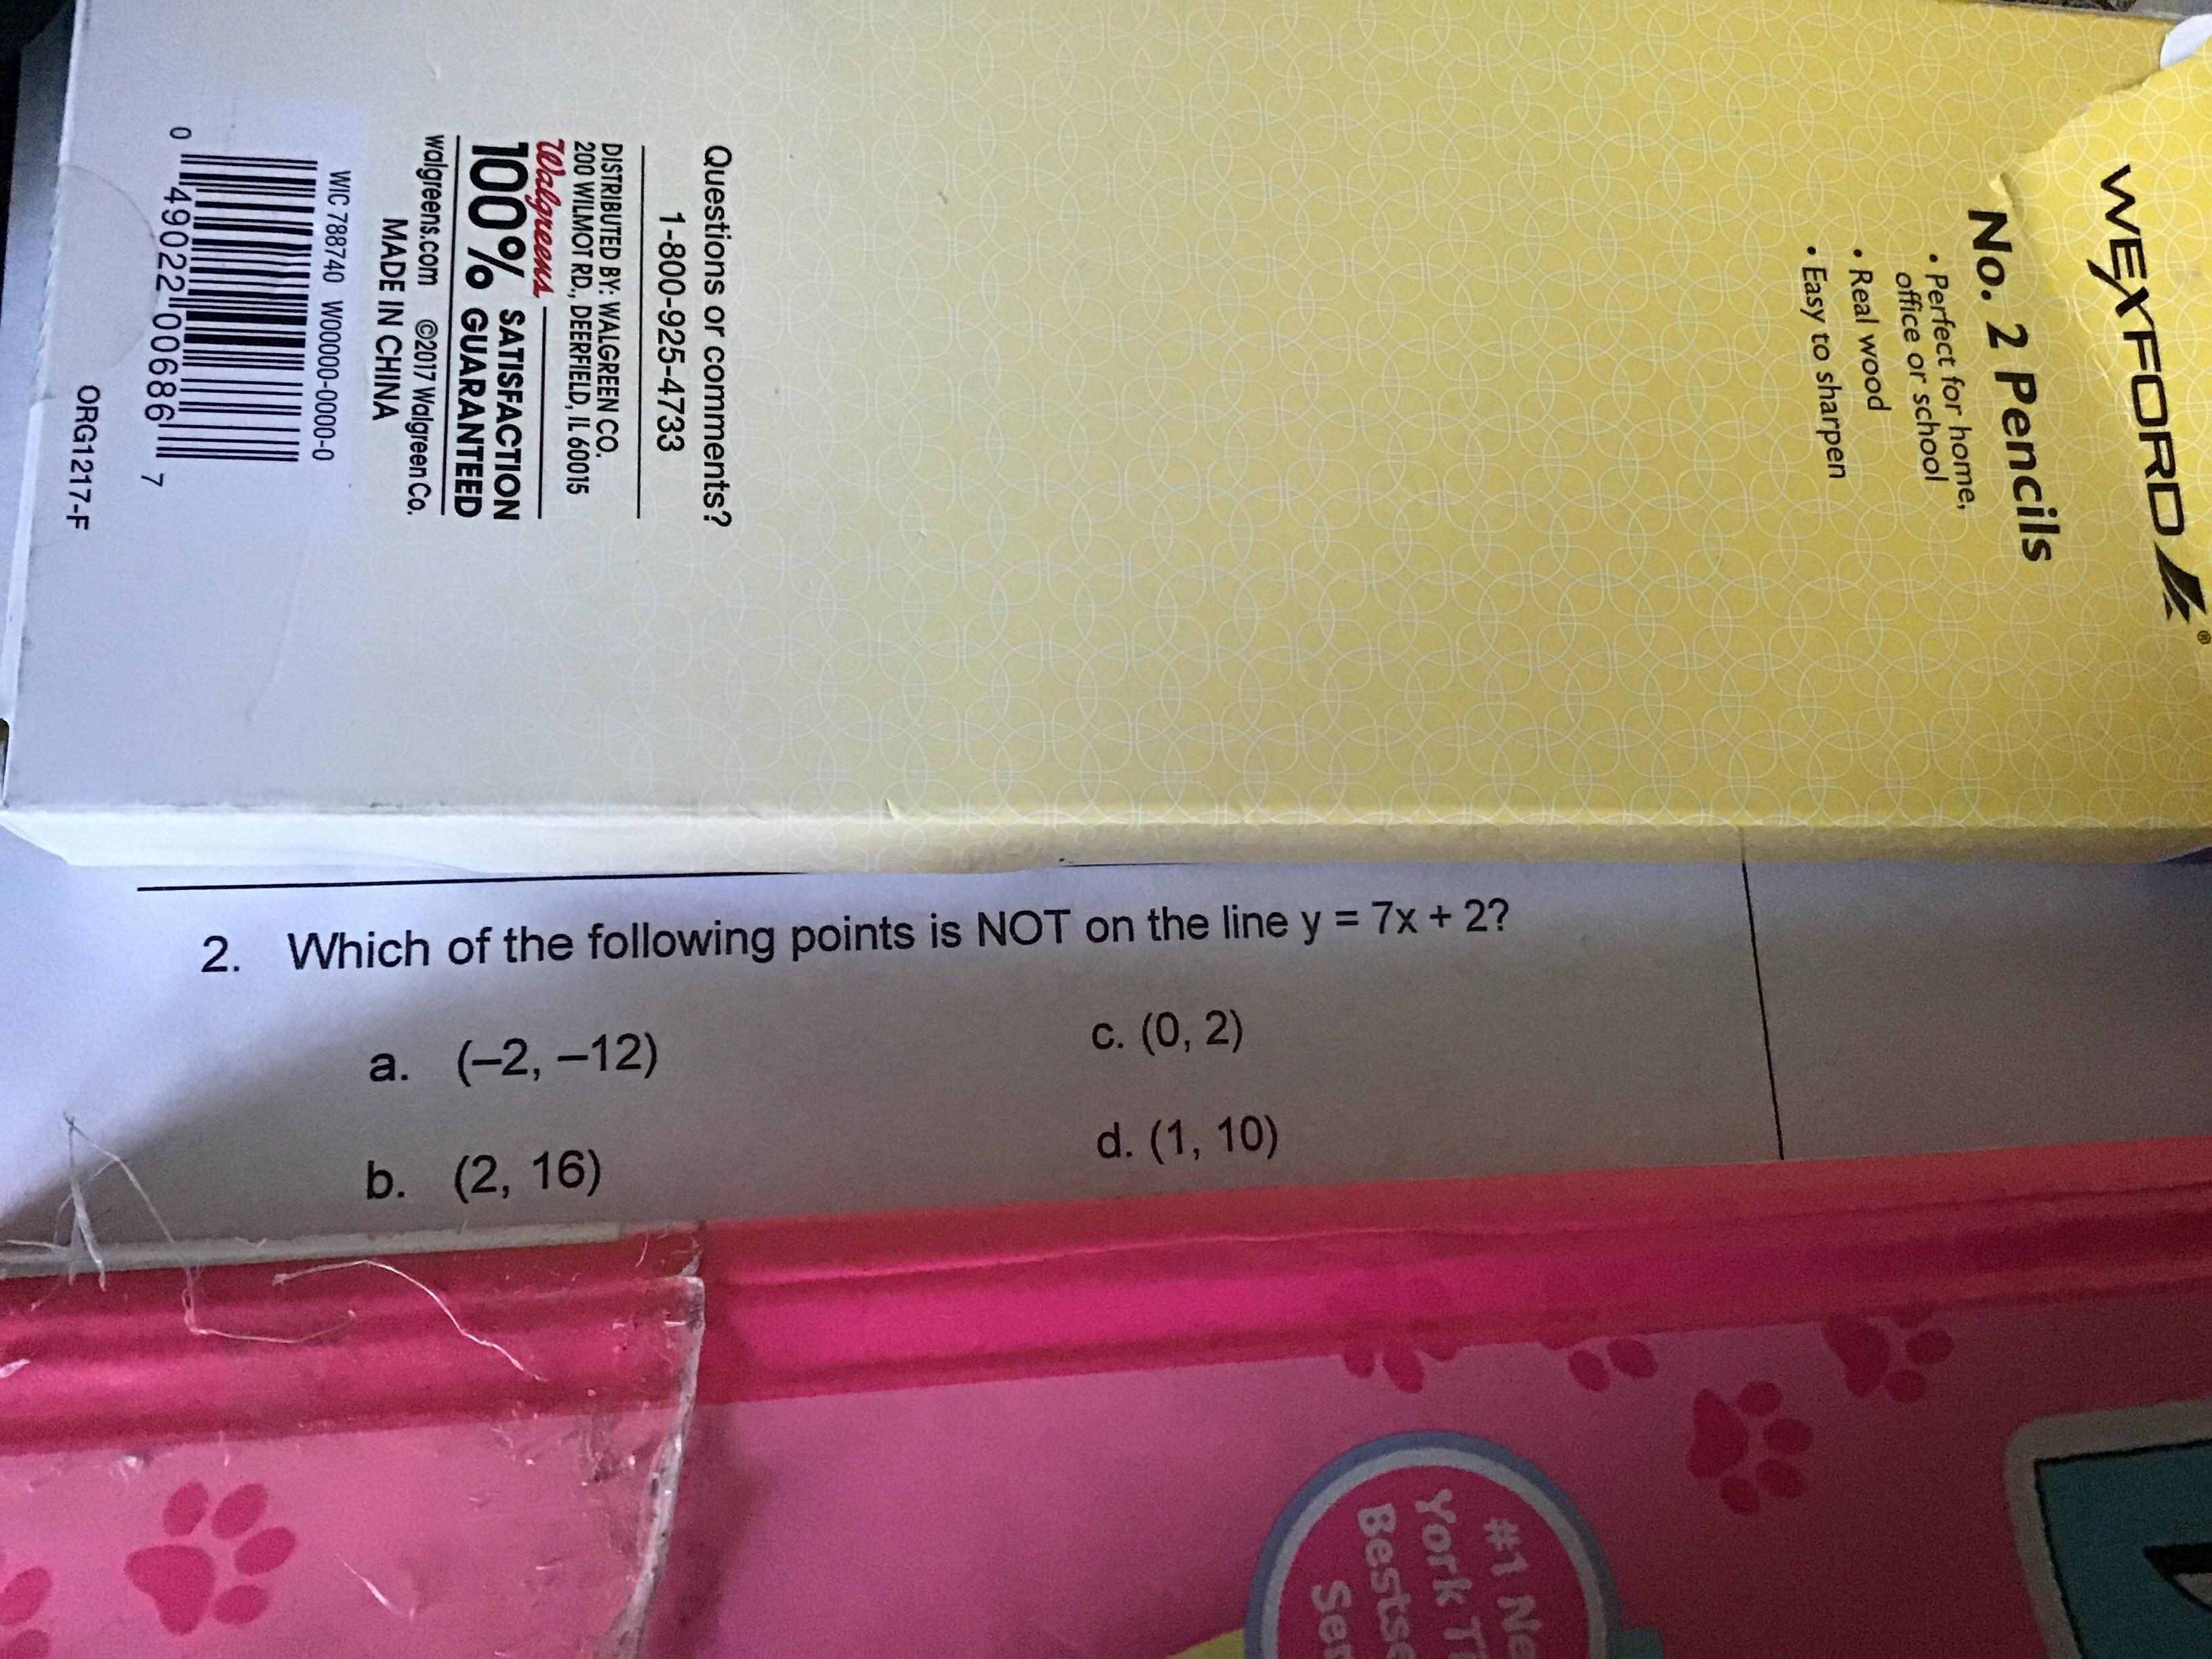 WEXFORD
®
No. 2 Pencils
• Perfect for home,
office or school
• Real wood
• Easy to sharpen
Questions or comments?
1-800-925-4733
DISTRIBUTED BY: WALGREEN CO.
200 WILMOT RD., DEERFIELD, IL 60015
Walgreens
100% SATISFACTION
GUARANTEED
walgreens.com ©2017 Walgreen Co.
MADE IN CHINA
WIC 788740 W00000-0000-0
0 49022 00686 7
ORG1217-F
2. Which of the following points is NOT on the line y = 7x + 2?
a. (–2, –12)
c. (0, 2)
b. (2, 16)
d. (1, 10)
#1
York